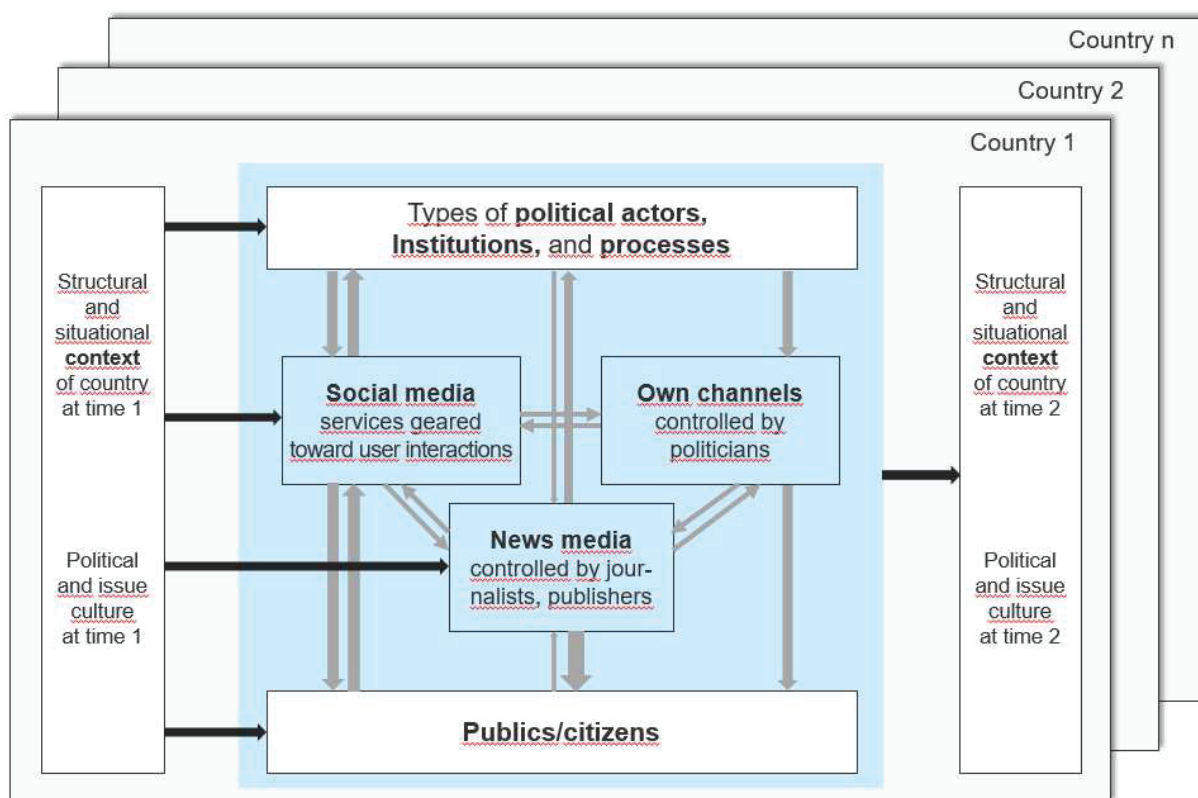 Country n
Country 2
Country 1
Types of political actors,
Institutions, and processes
Structural
and
situational
context
of country
at time 1
Political
and issue
culture
at time 1
Social media
services geared
toward user interactions
Own channels
controlled by
politicians
News media
controlled by jour-
nalists, publishers
Publics/citizens
Structural
and
situational
context
of country
at time 2
Political
and issue
culture
at time 2